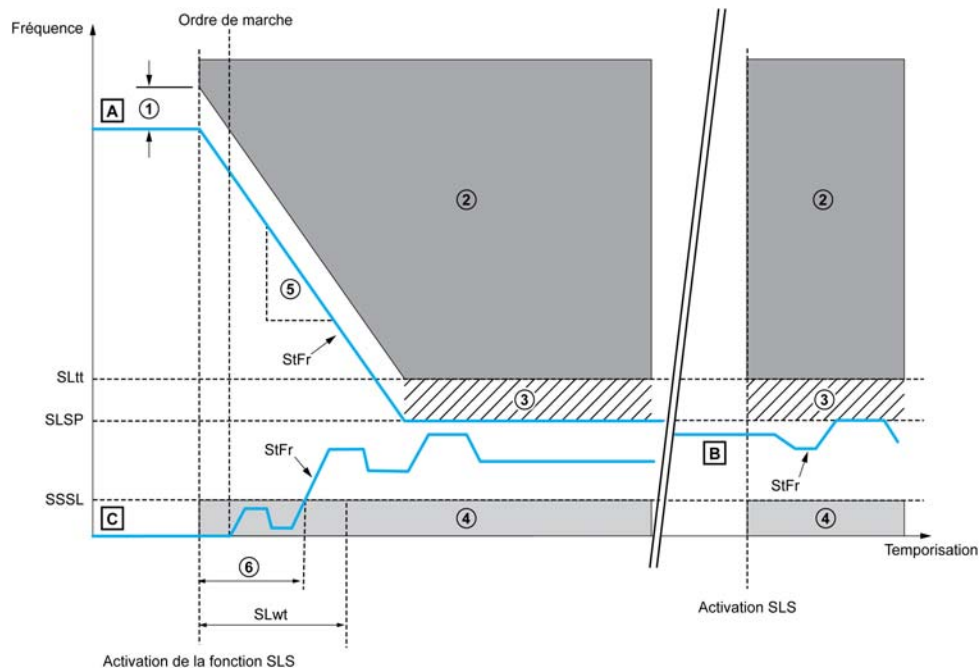 Ordre de marche
Fréquence
A
①
②
②
⑤
StFr
SLtt
③
③
SLSP
StFr
B
StFr
SSSL
C
④
④
Temporisation
⑥
SLwt
Activation SLS
Activation de la fonction SLS